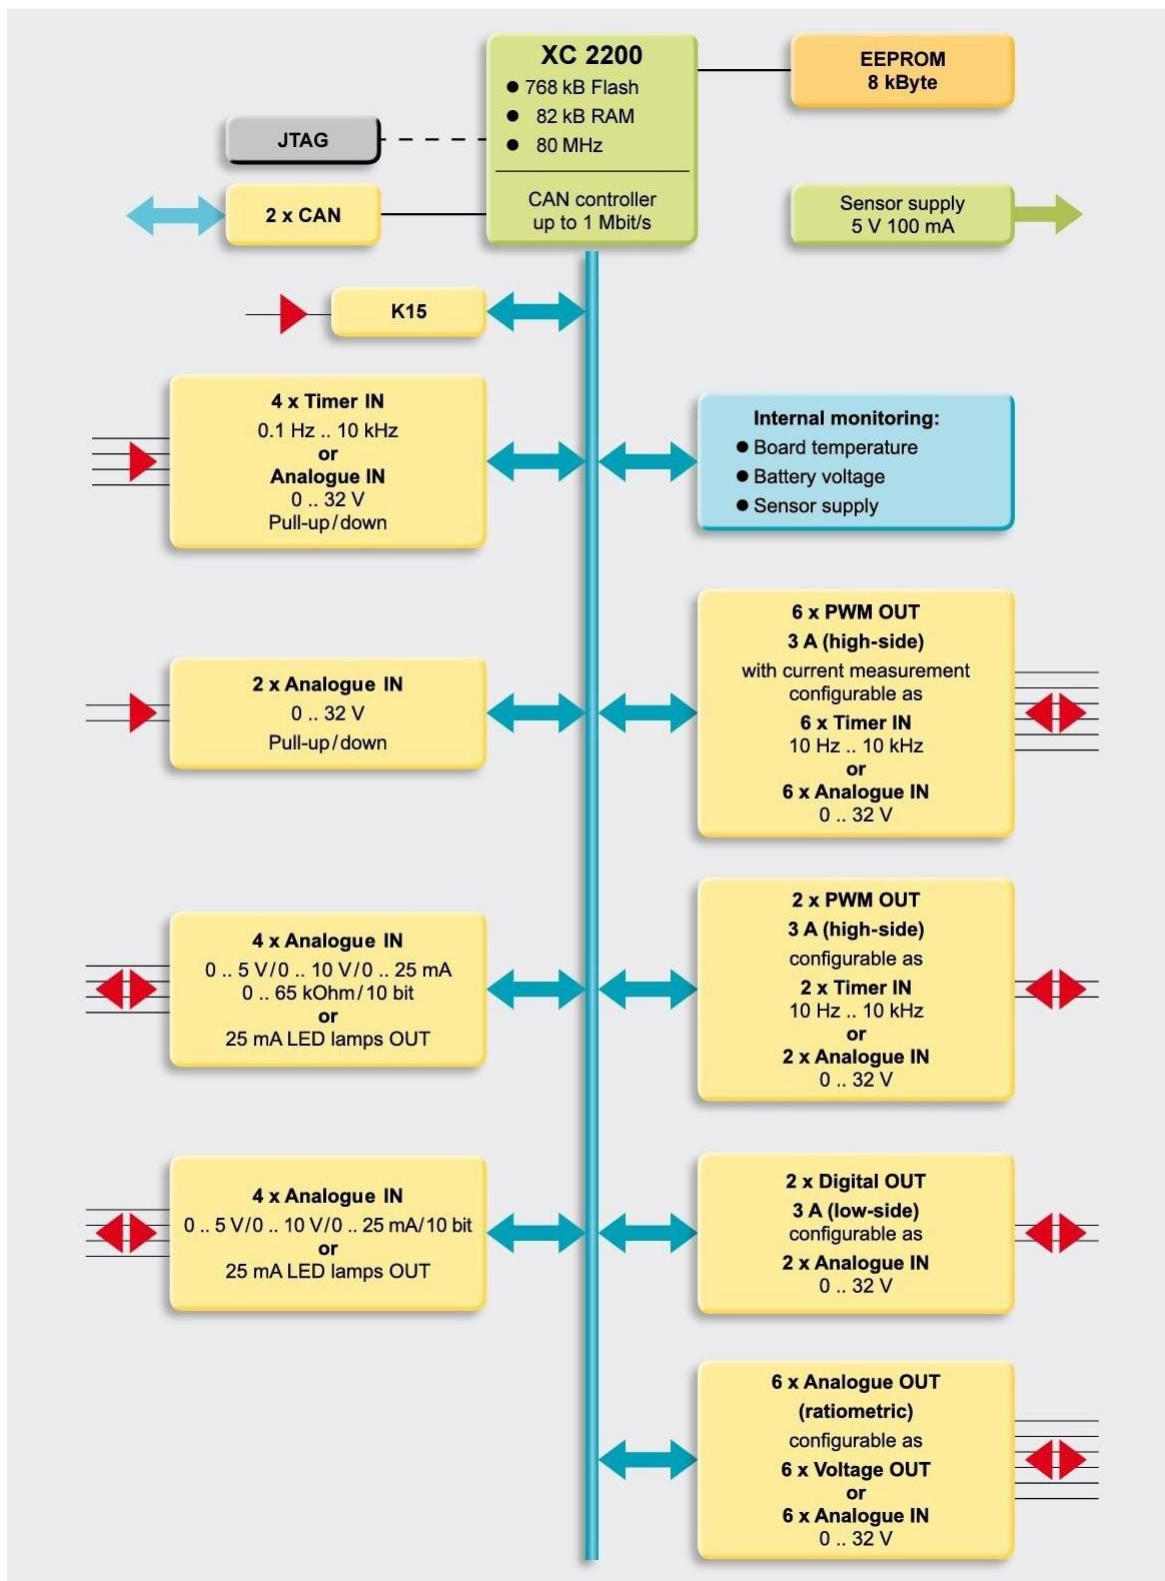 XC 2200
● 768 kB Flash
● 82 kB RAM
● 80 MHz
CAN controller
up to 1 Mbit/s
EEPROM
8 kByte
JTAG
2 x CAN
Sensor supply
5 V 100 mA
K15
4 x Timer IN
0.1 Hz .. 10 kHz
or
Analogue IN
0 .. 32 V
Pull-up/down
Internal monitoring:
● Board temperature
● Battery voltage
● Sensor supply
2 x Analogue IN
0 .. 32 V
Pull-up/down
6 x PWM OUT
3 A (high-side)
with current measurement
configurable as
6 x Timer IN
10 Hz .. 10 kHz
or
6 x Analogue IN
0 .. 32 V
4 x Analogue IN
0 .. 5 V/0 .. 10 V/0 .. 25 mA
0 .. 65 kOhm/10 bit
or
25 mA LED lamps OUT
2 x PWM OUT
3 A (high-side)
configurable as
2 x Timer IN
10 Hz .. 10 kHz
or
2 x Analogue IN
0 .. 32 V
4 x Analogue IN
0 .. 5 V/0 .. 10 V/0 .. 25 mA/10 bit
or
25 mA LED lamps OUT
2 x Digital OUT
3 A (low-side)
configurable as
2 x Analogue IN
0 .. 32 V
6 x Analogue OUT
(ratiometric)
configurable as
6 x Voltage OUT
or
6 x Analogue IN
0 .. 32 V